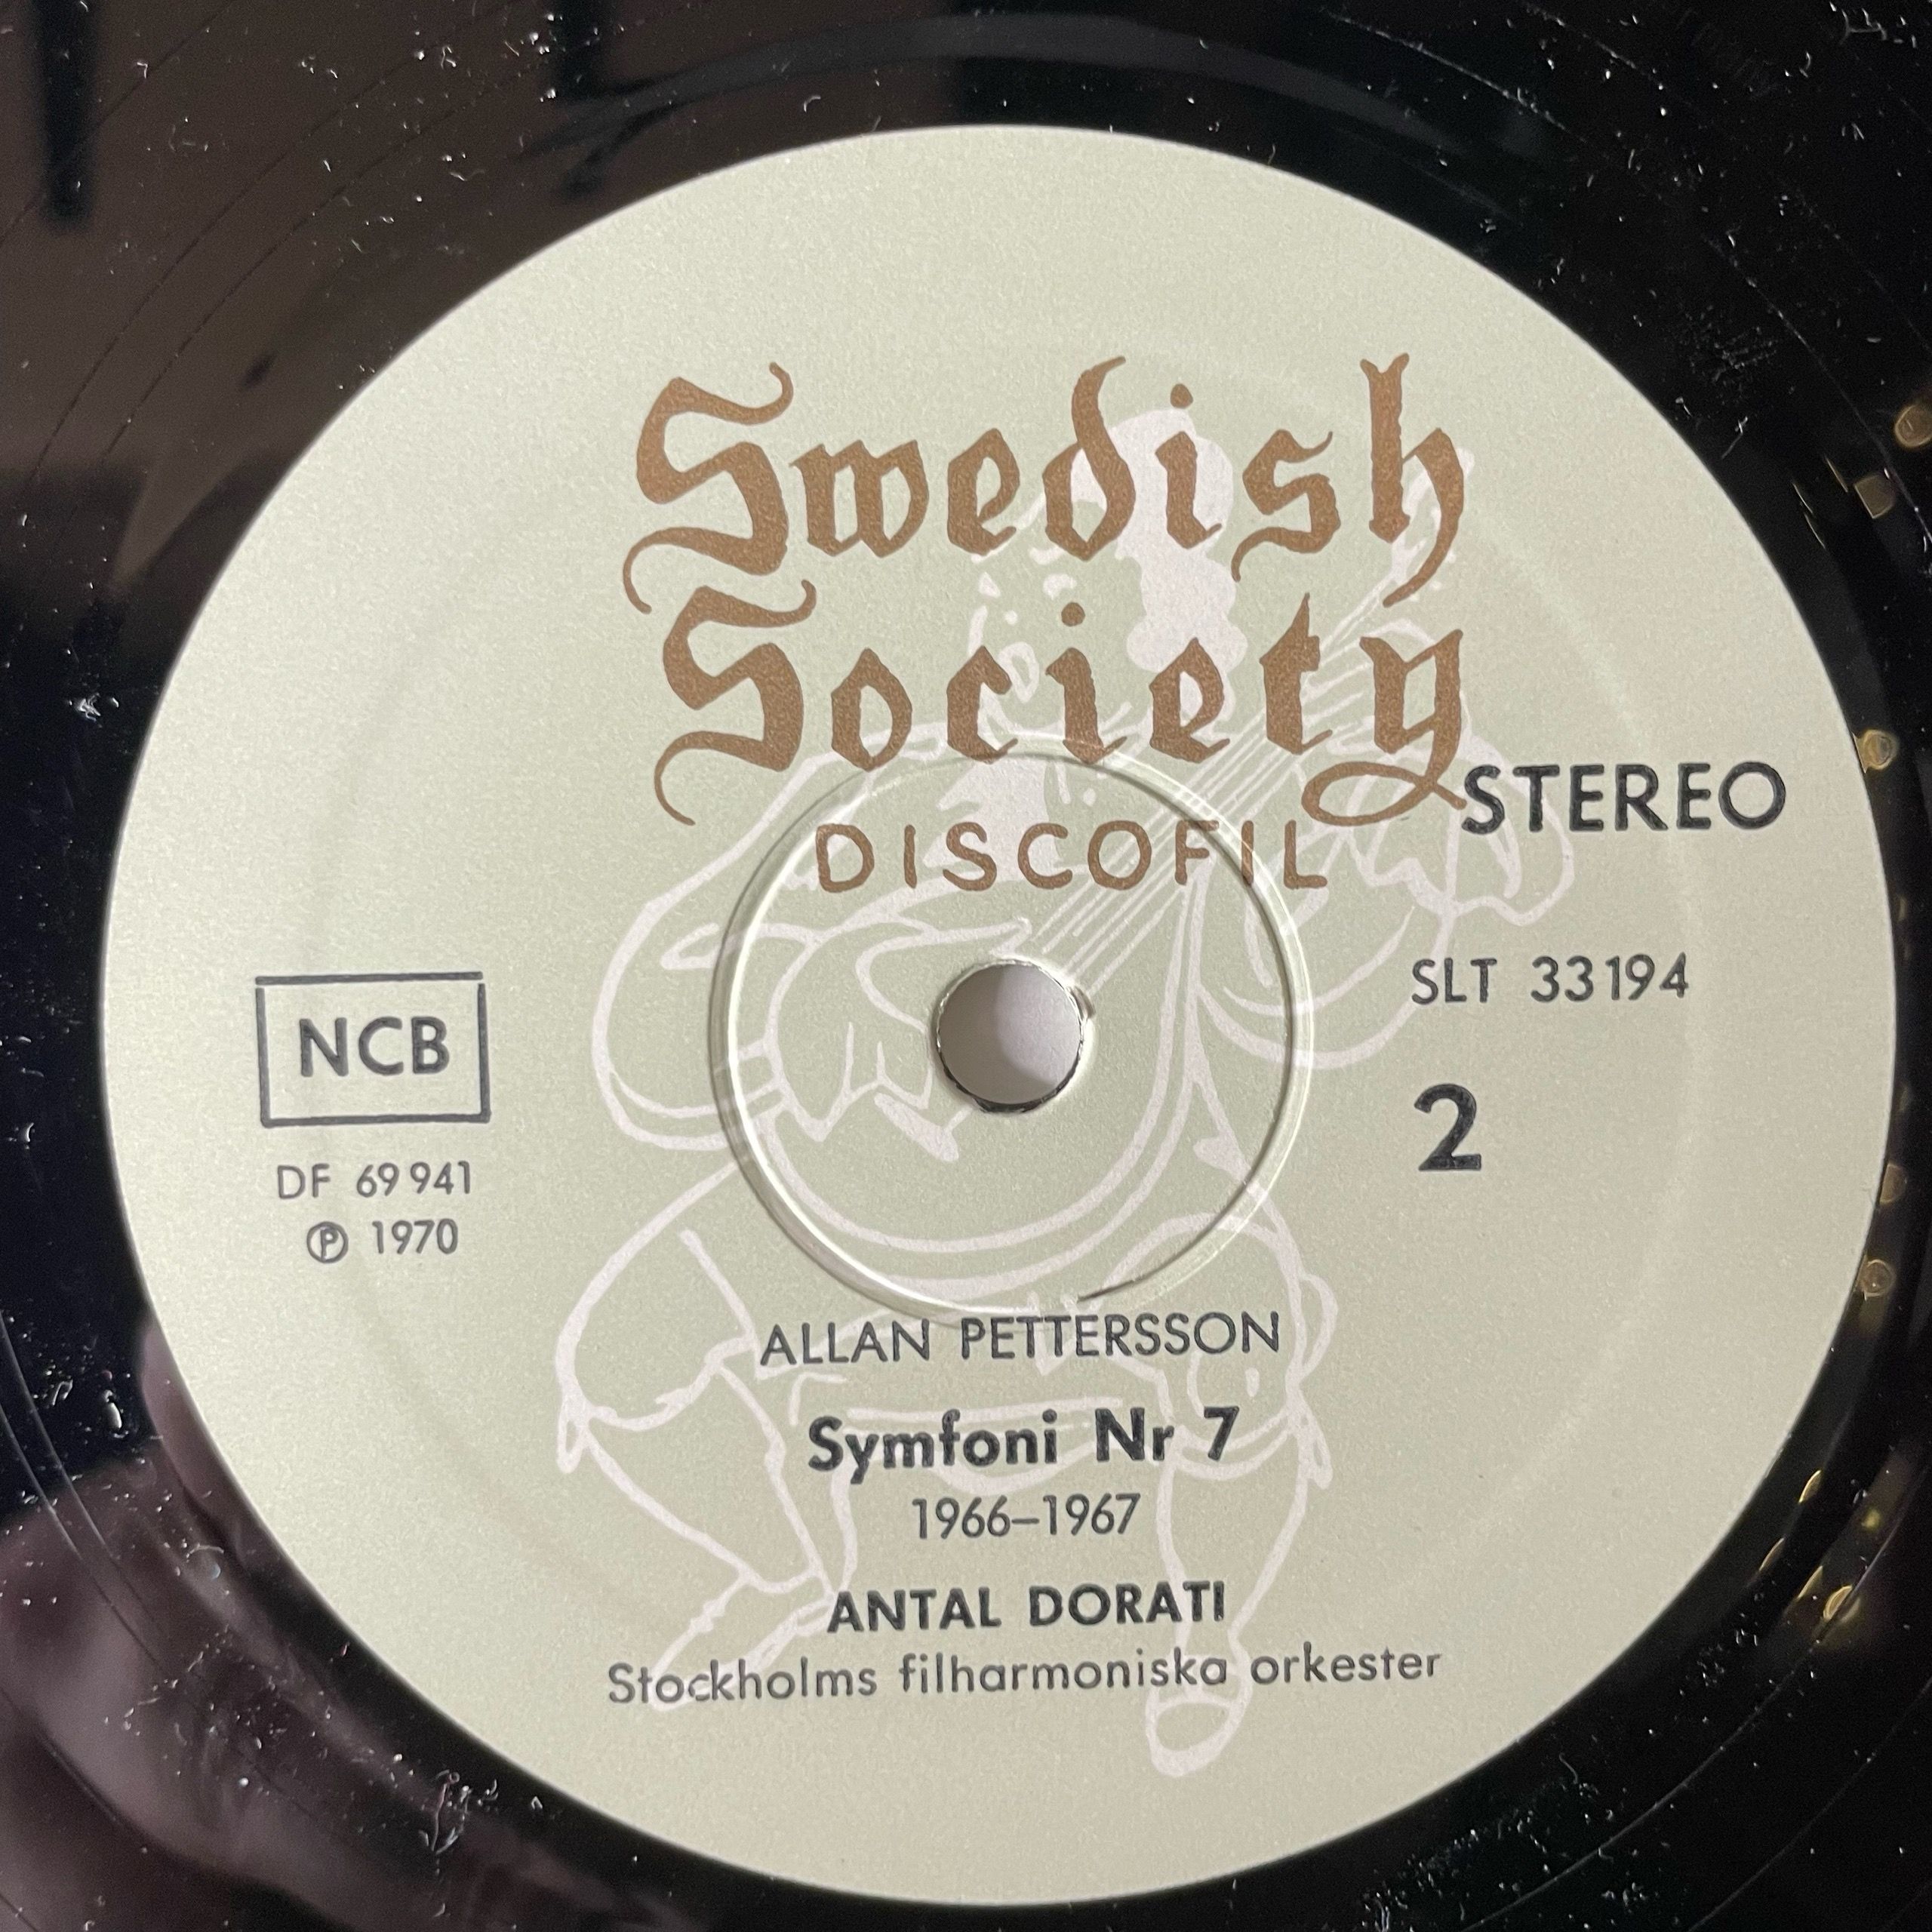 Swedish
Society
DISCOFIL
STEREO
SLT 33194
2
NCB
DF 69941
℗ 1970
ALLAN PETTERSSON
Symfoni Nr 7
1966–1967
ANTAL DORATI
Stockholms filharmoniska orkester